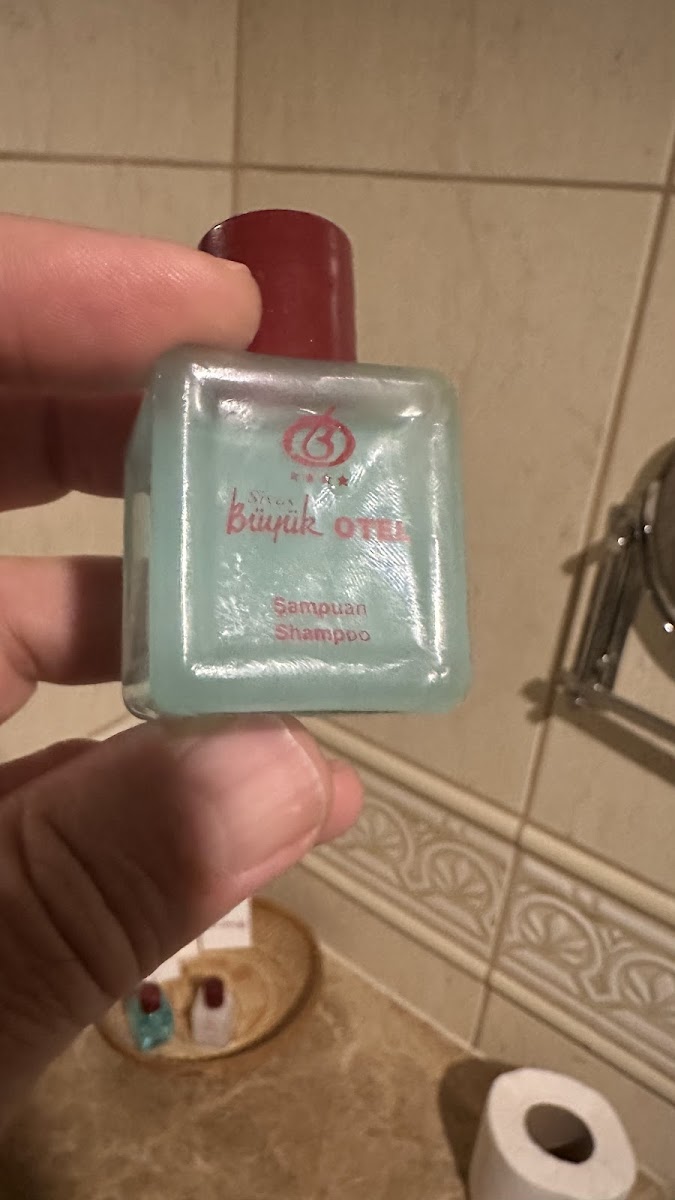 Sivas
Büyük OTEL
Şampuan
Shampoo